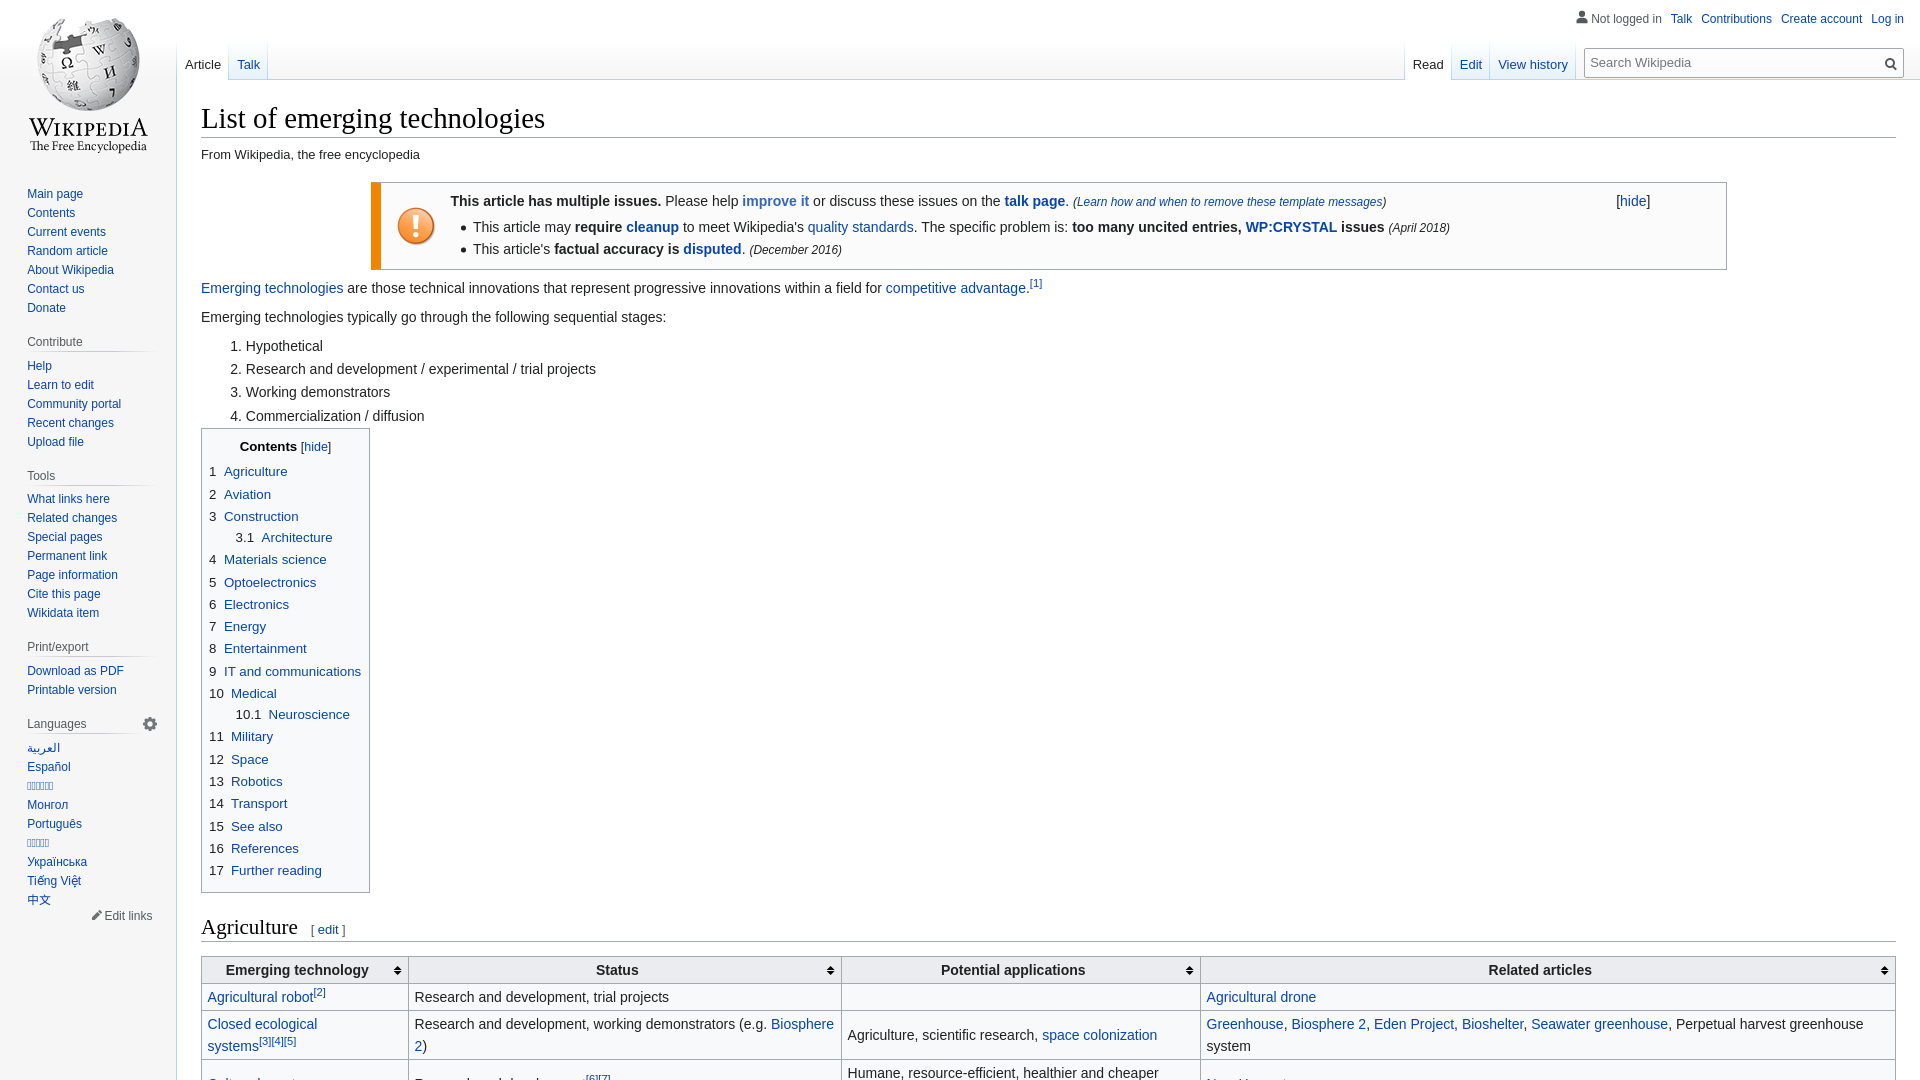 Not logged in Talk Contributions Create account Log in
Article Talk Read Edit View history Search Wikipedia
WIKIPEDIA
The Free Encyclopedia
Main page
Contents
Current events
Random article
About Wikipedia
Contact us
Donate
Contribute
Help
Learn to edit
Community portal
Recent changes
Upload file
Tools
What links here
Related changes
Special pages
Permanent link
Page information
Cite this page
Wikidata item
Print/export
Download as PDF
Printable version
Languages
العربية
Español
Монгол
Português
Українська
Tiếng Việt
中文
Edit links
List of emerging technologies
From Wikipedia, the free encyclopedia
This article has multiple issues. Please help improve it or discuss these issues on the talk page. (Learn how and when to remove these template messages) [hide]
• This article may require cleanup to meet Wikipedia's quality standards. The specific problem is: too many uncited entries, WP:CRYSTAL issues (April 2018)
• This article's factual accuracy is disputed. (December 2016)
Emerging technologies are those technical innovations that represent progressive innovations within a field for competitive advantage.[1]
Emerging technologies typically go through the following sequential stages:
1. Hypothetical
2. Research and development / experimental / trial projects
3. Working demonstrators
4. Commercialization / diffusion
Contents [hide]
1 Agriculture
2 Aviation
3 Construction
3.1 Architecture
4 Materials science
5 Optoelectronics
6 Electronics
7 Energy
8 Entertainment
9 IT and communications
10 Medical
10.1 Neuroscience
11 Military
12 Space
13 Robotics
14 Transport
15 See also
16 References
17 Further reading
Agriculture [ edit ]
Emerging technology Status Potential applications Related articles
Agricultural robot[2] Research and development, trial projects Agricultural drone
Closed ecological systems[3][4][5] Research and development, working demonstrators (e.g. Biosphere 2) Agriculture, scientific research, space colonization Greenhouse, Biosphere 2, Eden Project, Bioshelter, Seawater greenhouse, Perpetual harvest greenhouse system
[6][7] Humane, resource-efficient, healthier and cheaper